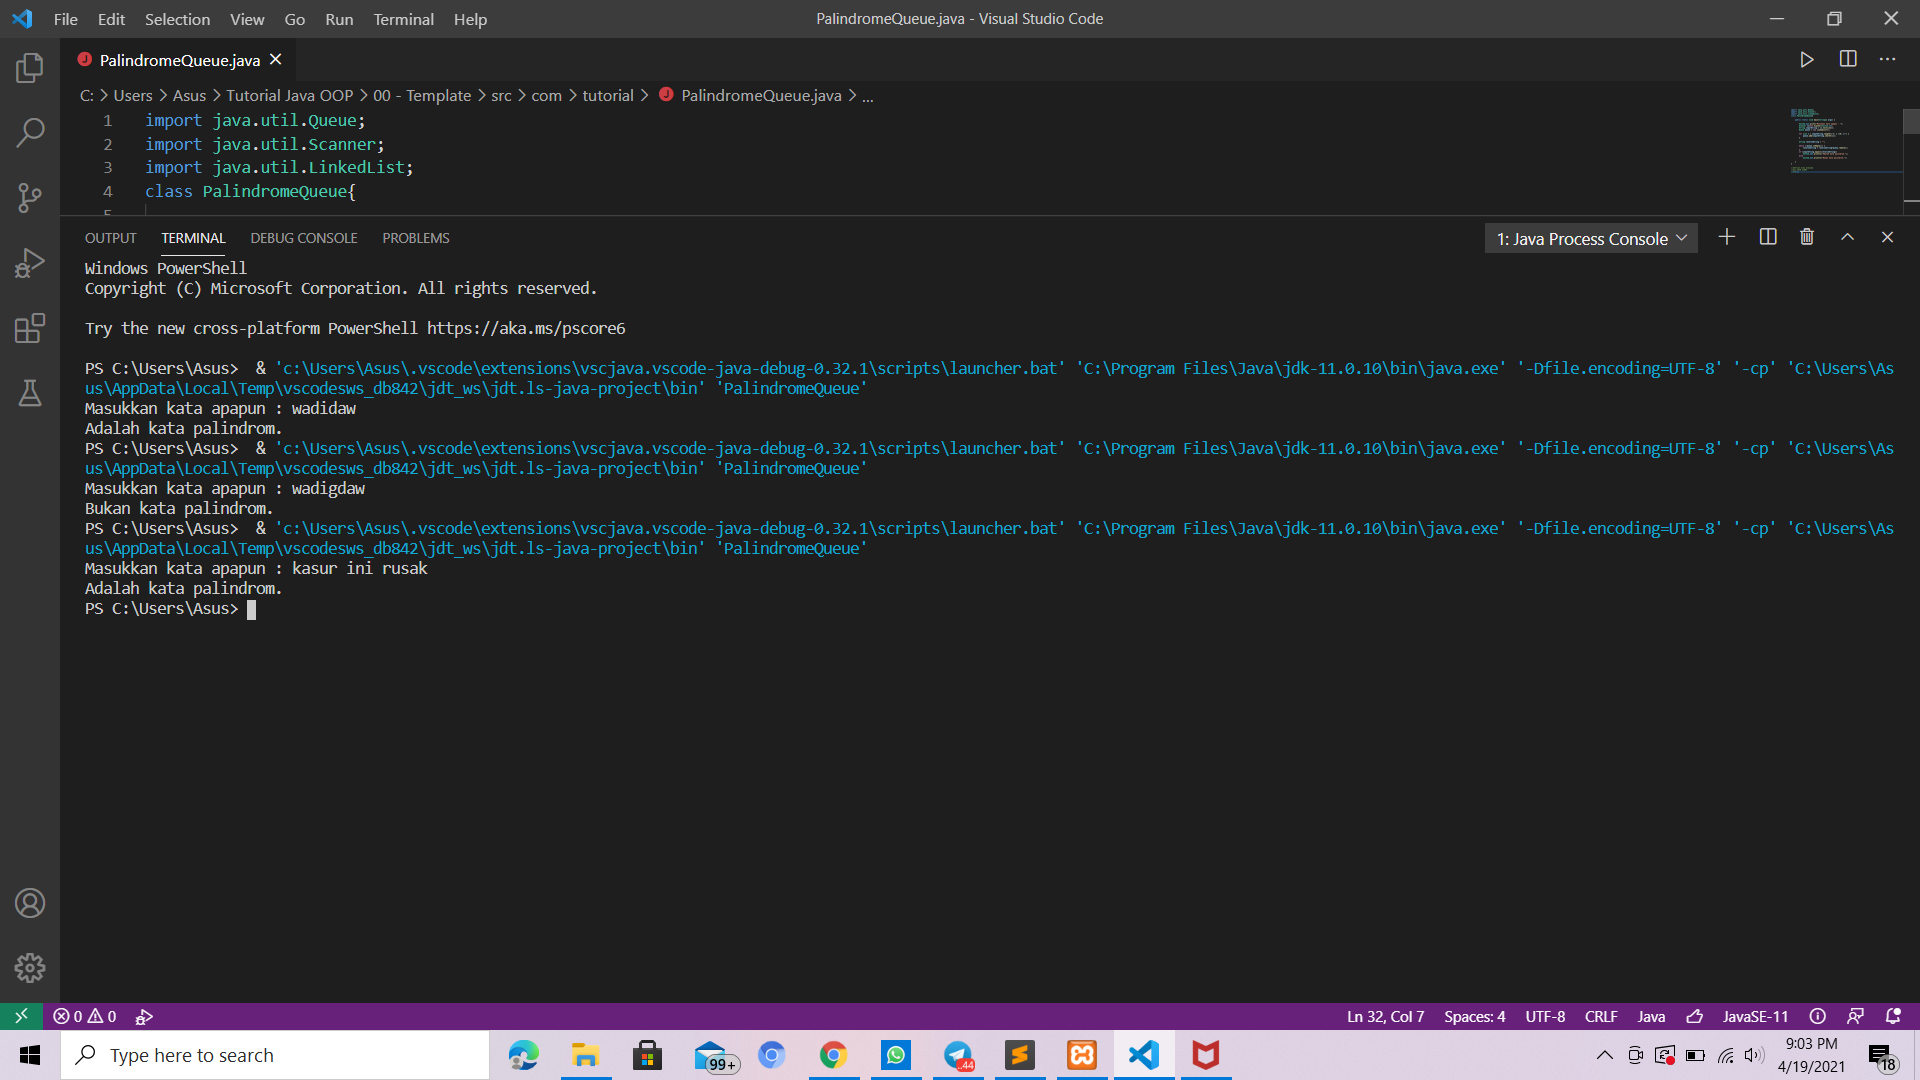 File Edit Selection View Go Run Terminal Help
PalindromeQueue.java - Visual Studio Code
PalindromeQueue.java
C: > Users > Asus > Tutorial Java OOP > 00 - Template > src > com > tutorial > PalindromeQueue.java > ...
1 import java.util.Queue;
2 import java.util.Scanner;
3 import java.util.LinkedList;
4 class PalindromeQueue{
5
OUTPUT TERMINAL DEBUG CONSOLE PROBLEMS
1: Java Process Console
Windows PowerShell
Copyright (C) Microsoft Corporation. All rights reserved.
Try the new cross-platform PowerShell https://aka.ms/pscore6
PS C:\Users\Asus>  & 'c:\Users\Asus\.vscode\extensions\vscjava.vscode-java-debug-0.32.1\scripts\launcher.bat' 'C:\Program Files\Java\jdk-11.0.10\bin\java.exe' '-Dfile.encoding=UTF-8' '-cp' 'C:\Users\As
us\AppData\Local\Temp\vscodesws_db842\jdt_ws\jdt.ls-java-project\bin' 'PalindromeQueue'
Masukkan kata apapun : wadidaw
Adalah kata palindrom.
PS C:\Users\Asus>  & 'c:\Users\Asus\.vscode\extensions\vscjava.vscode-java-debug-0.32.1\scripts\launcher.bat' 'C:\Program Files\Java\jdk-11.0.10\bin\java.exe' '-Dfile.encoding=UTF-8' '-cp' 'C:\Users\As
us\AppData\Local\Temp\vscodesws_db842\jdt_ws\jdt.ls-java-project\bin' 'PalindromeQueue'
Masukkan kata apapun : wadigdaw
Bukan kata palindrom.
PS C:\Users\Asus>  & 'c:\Users\Asus\.vscode\extensions\vscjava.vscode-java-debug-0.32.1\scripts\launcher.bat' 'C:\Program Files\Java\jdk-11.0.10\bin\java.exe' '-Dfile.encoding=UTF-8' '-cp' 'C:\Users\As
us\AppData\Local\Temp\vscodesws_db842\jdt_ws\jdt.ls-java-project\bin' 'PalindromeQueue'
Masukkan kata apapun : kasur ini rusak
Adalah kata palindrom.
PS C:\Users\Asus>
0 0
Ln 32, Col 7 Spaces: 4 UTF-8 CRLF Java JavaSE-11
Type here to search
99+
..44
9:03 PM
4/19/2021
18